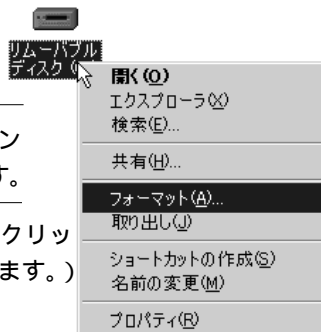 リムーバブル
ディスク (
開く(O)
エクスプローラ(X)
検索(E)...
ン
す。
共有(H)...
フォーマット(A)...
取り出し(J)
クリッ
ショートカットの作成(S)
ます。)
名前の変更(M)
プロパティ(R)